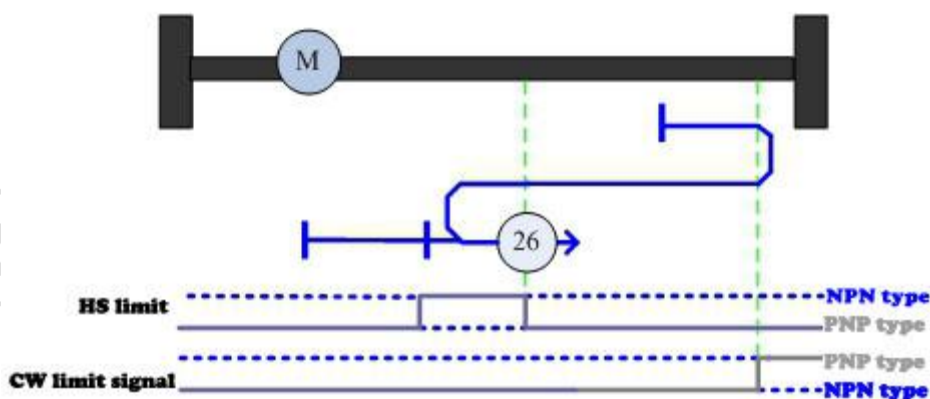 M
26
HS limit
NPN type
PNP type
CW limit signal
PNP type
NPN type